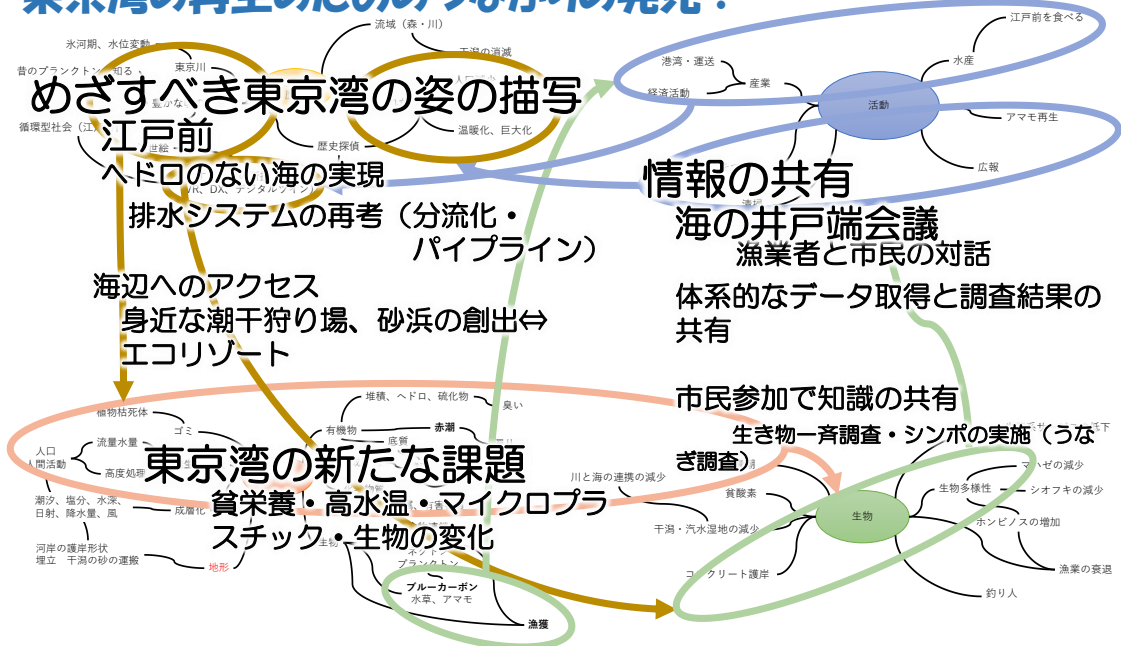 東京湾の再生のためのつながりの発見！
流域（森・川）
氷河期、水位変動
東京川
干潟の消滅
めざすべき東京湾の姿の描写
江戸前
ヘドロのない海の実現
排水システムの再考（分流化・
パイプライン）
温暖化、巨大化
歴史探偵
VR、DX、デジタルツイン）
海辺へのアクセス
身近な潮干狩り場、砂浜の創出⇔
エコリゾート
江戸前を食べる
水産
港湾・運送
産業
経済活動
活動
アマモ再生
広報
情報の共有
海の井戸端会議
漁業者と市民の対話
体系的なデータ取得と調査結果の
共有
市民参加で知識の共有
生き物一斉調査・シンポの実施（うな
ぎ調査）
植物枯死体
ゴミ
人口
人間活動
流量水量
高度処理
潮汐、塩分、水深、
日射、降水量、風
成層化
河岸の護岸形状
埋立　干潟の砂の運搬
地形
堆積、ヘドロ、硫化物
臭い
有機物
赤潮
底質
東京湾の新たな課題
貧栄養・高水温・マイクロプラ
スチック・生物の変化
生物
ネクトン
プランクトン
ブルーカーボン
水草、アマモ
漁獲
川と海の連携の減少
貧酸素
干潟・汽水湿地の減少
コンクリート護岸
生物
マハゼの減少
生物多様性
シオフキの減少
ホンビノスの増加
漁業の衰退
釣り人